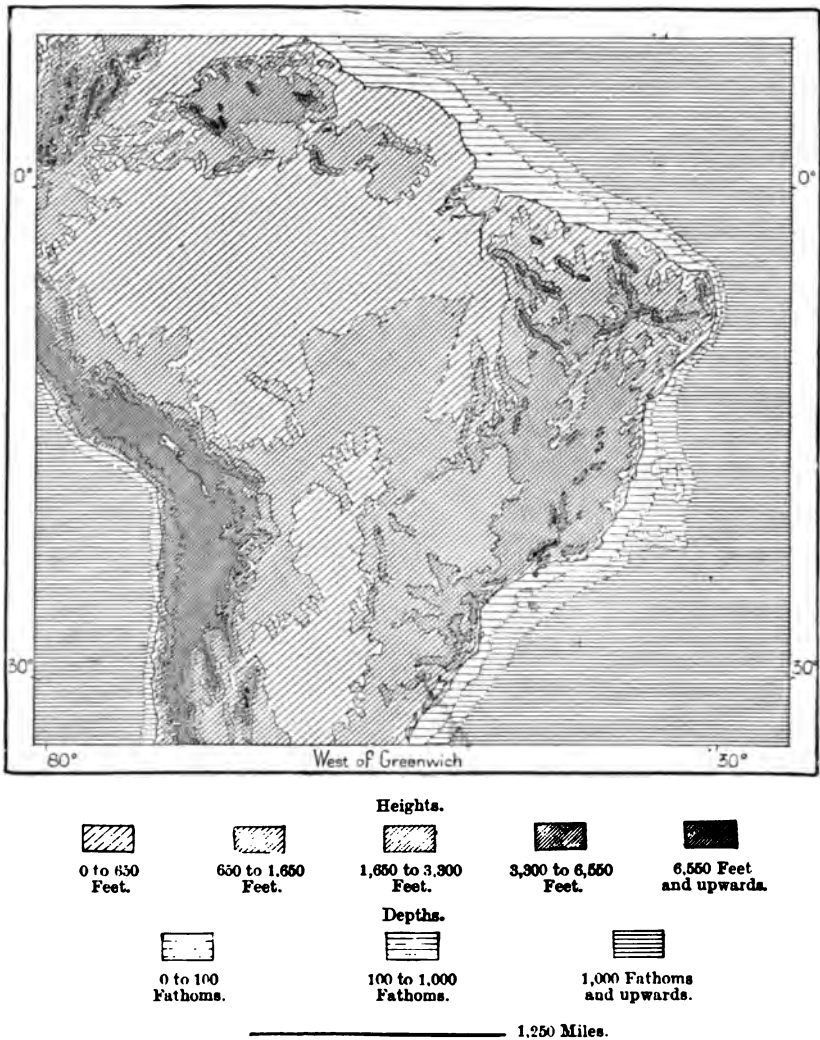 0°
0°
30°
30°
80°
West of Greenwich
30°
Heights.
0 to 650
Feet.
650 to 1,650
Feet.
1,650 to 3,300
Feet.
3,300 to 6,550
Feet.
6,550 Feet
and upwards.
Depths.
0 to 100
Fathoms.
100 to 1,000
Fathoms.
1,000 Fathoms
and upwards.
1,250 Miles.